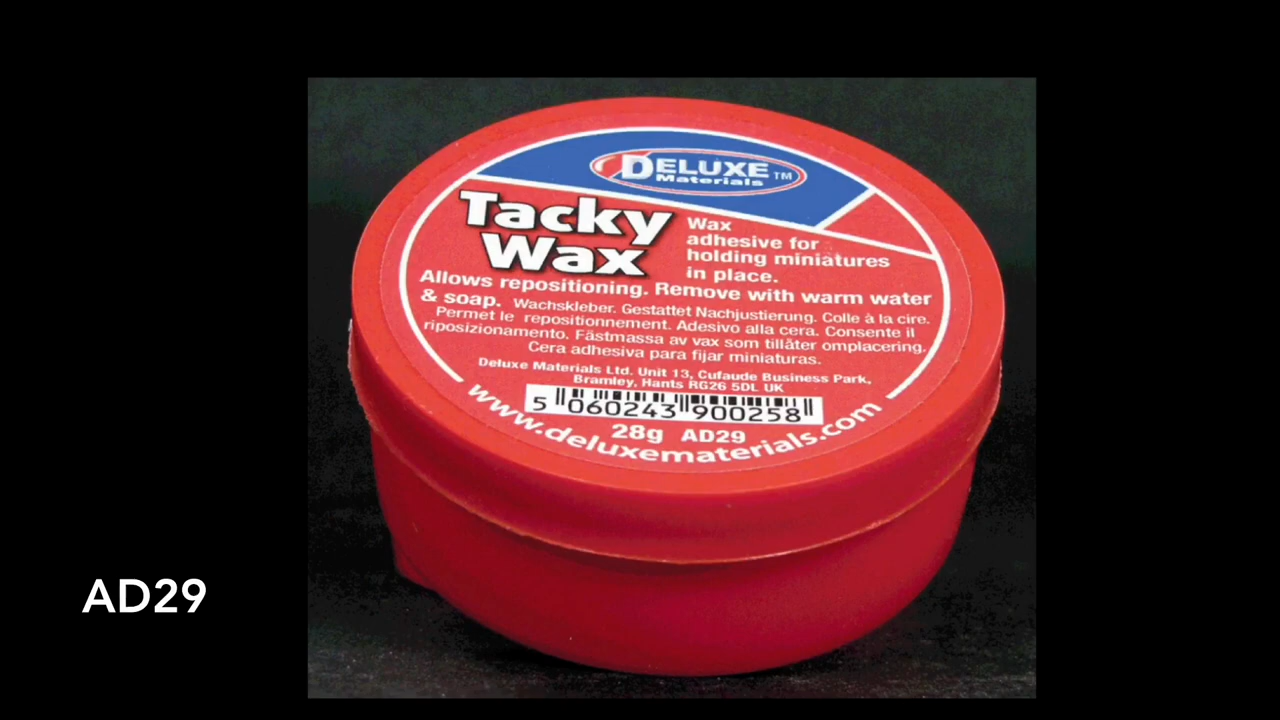 DELUXE
Materials ™
Tacky
Wax
Wax
adhesive for
holding miniatures
in place.
Allows repositioning. Remove with warm water
& soap. Wachskleber. Gestattet Nachjustierung. Colle à la cire.
Permet le repositionnement. Adesivo alla cera. Consente il
riposizionamento. Fästmassa av vax som tillåter omplacering.
Cera adhesiva para fijar miniaturas.
Deluxe Materials Ltd. Unit 13, Cufaude Business Park,
Bramley, Hants RG26 5DL UK
5 060243 900258
28g AD29
www.deluxematerials.com
AD29